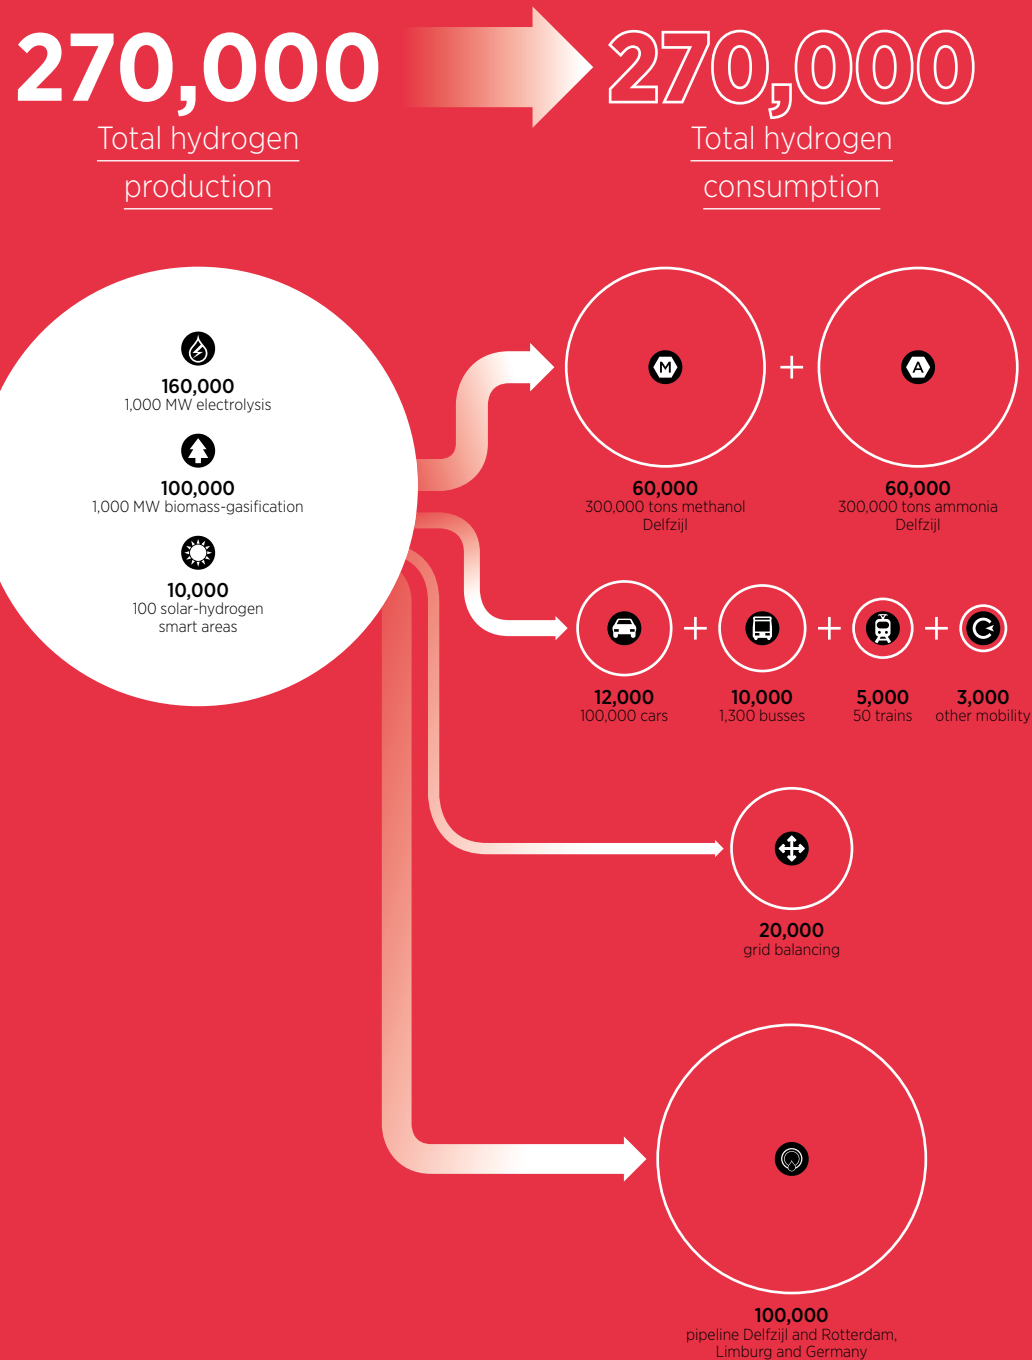 270,000
Total hydrogen
production
270,000
Total hydrogen
consumption
160,000
1,000 MW electrolysis
100,000
1,000 MW biomass-gasification
10,000
100 solar-hydrogen
smart areas
M
A
60,000
300,000 tons methanol
Delfzijl
60,000
300,000 tons ammonia
Delfzijl
12,000
100,000 cars
10,000
1,300 busses
5,000
50 trains
3,000
other mobility
20,000
grid balancing
100,000
pipeline Delfzijl and Rotterdam,
Limburg and Germany